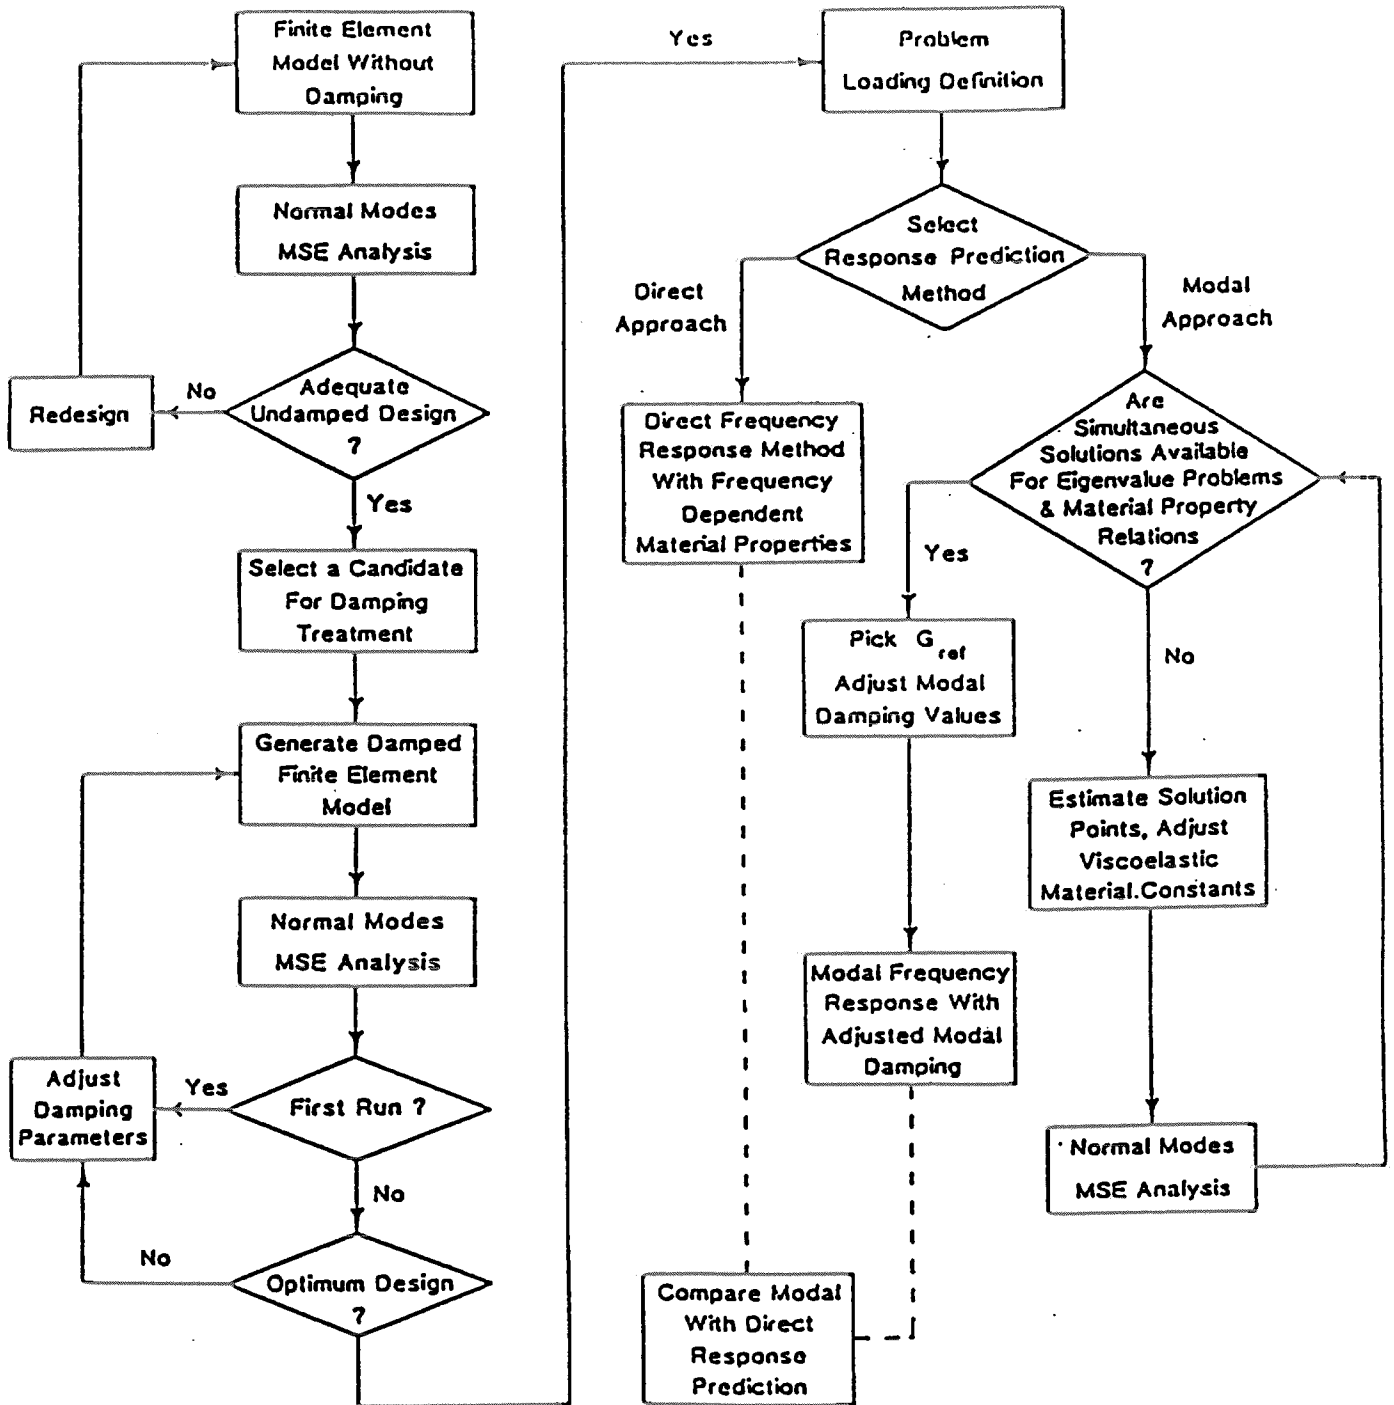 Finite Element
Model Without
Damping
Normal Modes
MSE Analysis
Adequate
Undamped Design
?
No
Redesign
Yes
Select a Candidate
For Damping
Treatment
Generate Damped
Finite Element
Model
Normal Modes
MSE Analysis
First Run ?
Yes
Adjust
Damping
Parameters
No
Optimum Design
?
No
Yes
Problem
Loading Definition
Select
Response Prediction
Method
Direct
Approach
Modal
Approach
Direct Frequency
Response Method
With Frequency
Dependent
Material Properties
Are
Simultaneous
Solutions Available
For Eigenvalue Problems
& Material Property
Relations
?
Yes
Pick G ref
Adjust Modal
Damping Values
No
Estimate Solution
Points, Adjust
Viscoelastic
Material.Constants
Modal Frequency
Response With
Adjusted Modal
Damping
Normal Modes
MSE Analysis
Compare Modal
With Direct
Response
Prediction